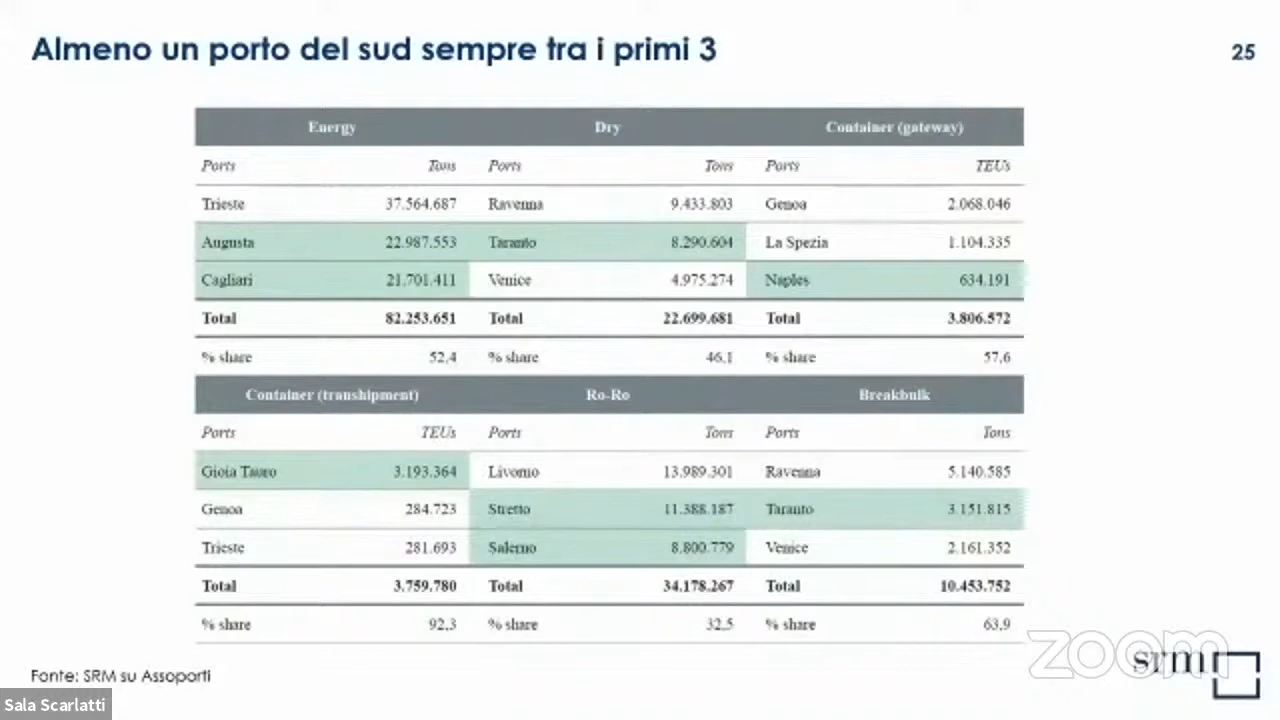 Almeno un porto del sud sempre tra i primi 3
25
Energy Dry Container (gateway)
Ports Tons Ports Tons Ports TEUs
Trieste 37.564.687 Ravenna 9.433.803 Genoa 2.068.046
Augusta 22.987.553 Taranto 8.290.604 La Spezia 1.104.335
Cagliari 21.701.411 Venice 4.975.274 Naples 634.191
Total 82.253.651 Total 22.699.681 Total 3.806.572
% share 52,4 % share 46,1 % share 57,6
Container (transhipment) Ro-Ro Breakbulk
Ports TEUs Ports Tons Ports Tons
Gioia Tauro 3.193.364 Livorno 13.989.301 Ravenna 5.140.585
Genoa 284.723 Stretto 11.388.187 Taranto 3.151.815
Trieste 281.693 Salerno 8.800.779 Venice 2.161.352
Total 3.759.780 Total 34.178.267 Total 10.453.752
% share 92,3 % share 32,5 % share 63,9
zoom
srm
Fonte: SRM su Assoporti
Sala Scarlatti